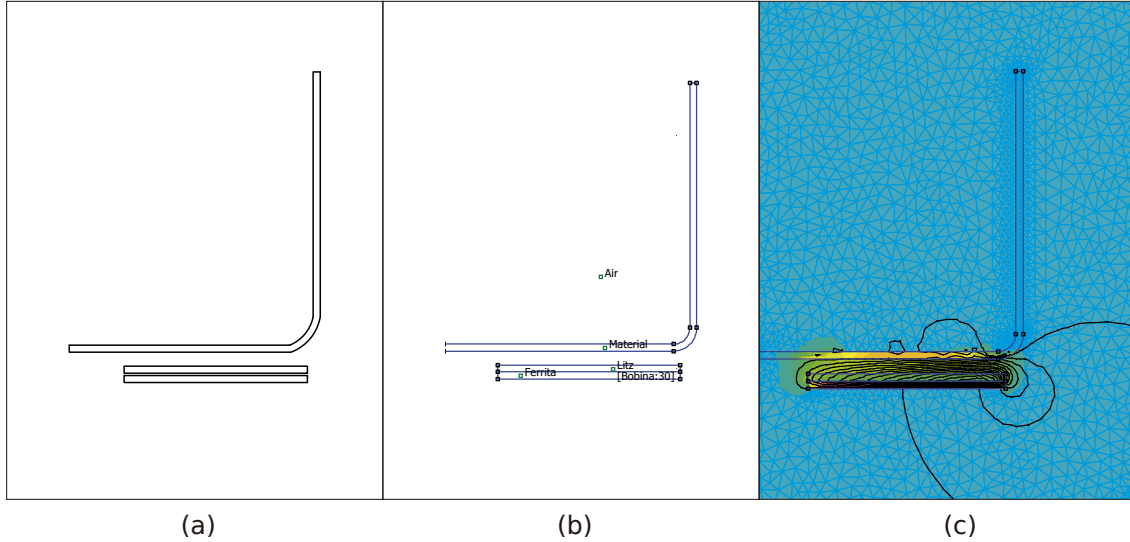 Air
Material
Litz
Ferrita
[Bobina:30]
(a)
(b)
(c)